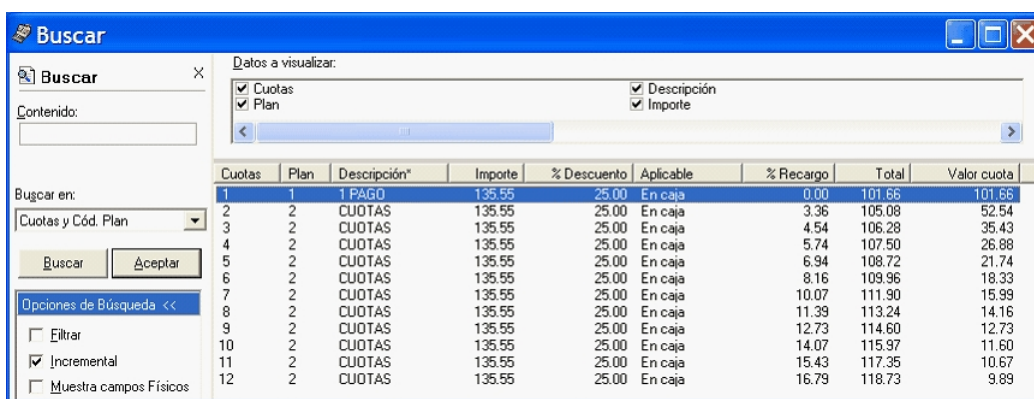 Buscar
Buscar X
Contenido:
Buscar en:
Cuotas y Cód. Plan
Buscar Aceptar
Opciones de Búsqueda <<
Filtrar
Incremental
Muestra campos Físicos
Datos a visualizar:
Cuotas Descripción
Plan Importe
Cuotas Plan Descripción* Importe % Descuento Aplicable % Recargo Total Valor cuota
1 1 1 PAGO 135.55 25.00 En caja 0.00 101.66 101.66
2 2 CUOTAS 135.55 25.00 En caja 3.36 105.08 52.54
3 2 CUOTAS 135.55 25.00 En caja 4.54 106.28 35.43
4 2 CUOTAS 135.55 25.00 En caja 5.74 107.50 26.88
5 2 CUOTAS 135.55 25.00 En caja 6.94 108.72 21.74
6 2 CUOTAS 135.55 25.00 En caja 8.16 109.96 18.33
7 2 CUOTAS 135.55 25.00 En caja 10.07 111.90 15.99
8 2 CUOTAS 135.55 25.00 En caja 11.39 113.24 14.16
9 2 CUOTAS 135.55 25.00 En caja 12.73 114.60 12.73
10 2 CUOTAS 135.55 25.00 En caja 14.07 115.97 11.60
11 2 CUOTAS 135.55 25.00 En caja 15.43 117.35 10.67
12 2 CUOTAS 135.55 25.00 En caja 16.79 118.73 9.89